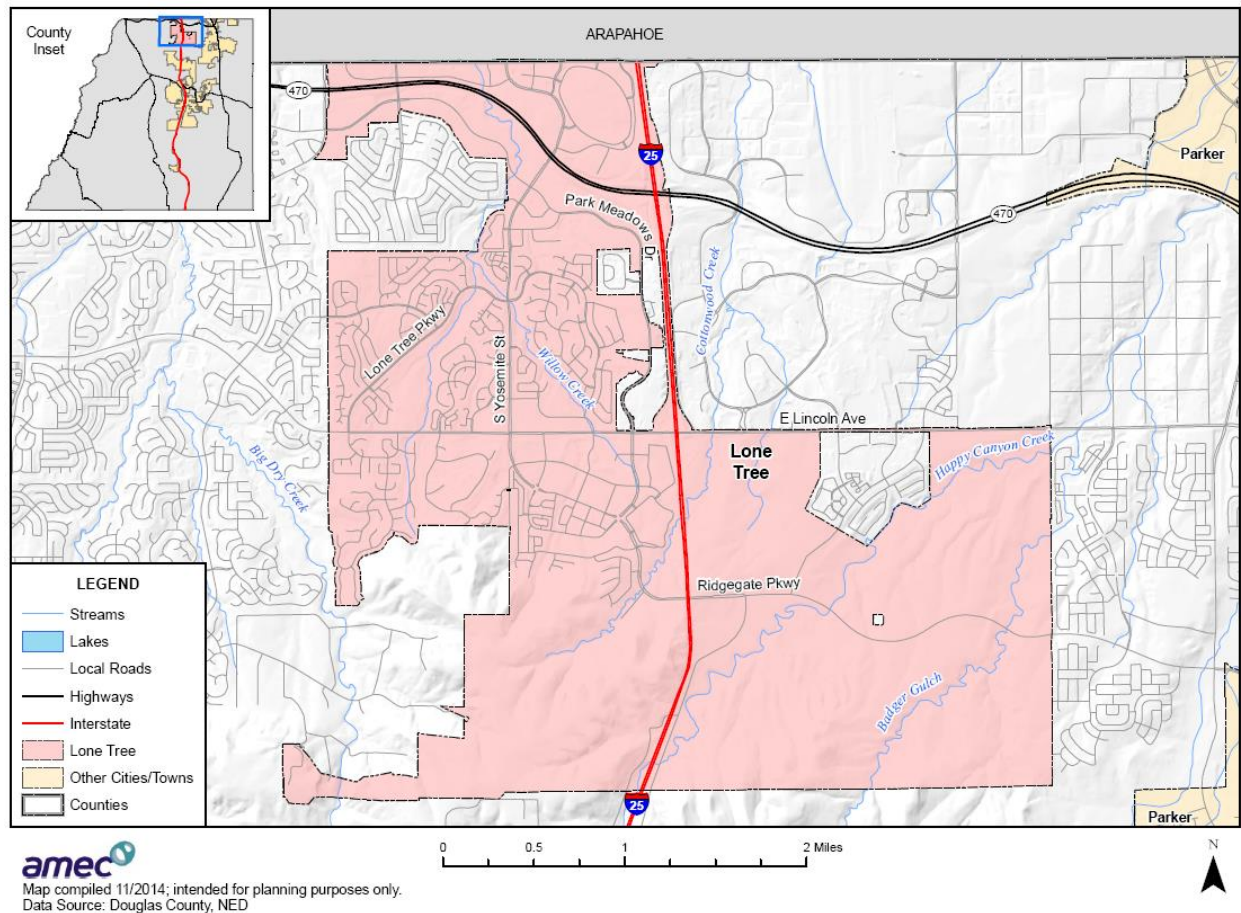 County
Inset
ARAPAHOE
470
25
Parker
Park Meadows Dr
470
Cottonwood Creek
Lone Tree Pkwy
S Yosemite St
Willow Creek
E Lincoln Ave
Lone
Tree
Happy Canyon Creek
Big Dry Creek
Ridgegate Pkwy
Badger Gulch
LEGEND
Streams
Lakes
Local Roads
Highways
Interstate
Lone Tree
Other Cities/Towns
Counties
25
Parker
amec
Map compiled 11/2014; intended for planning purposes only.
Data Source: Douglas County, NED
0 0.5 1 2 Miles
N